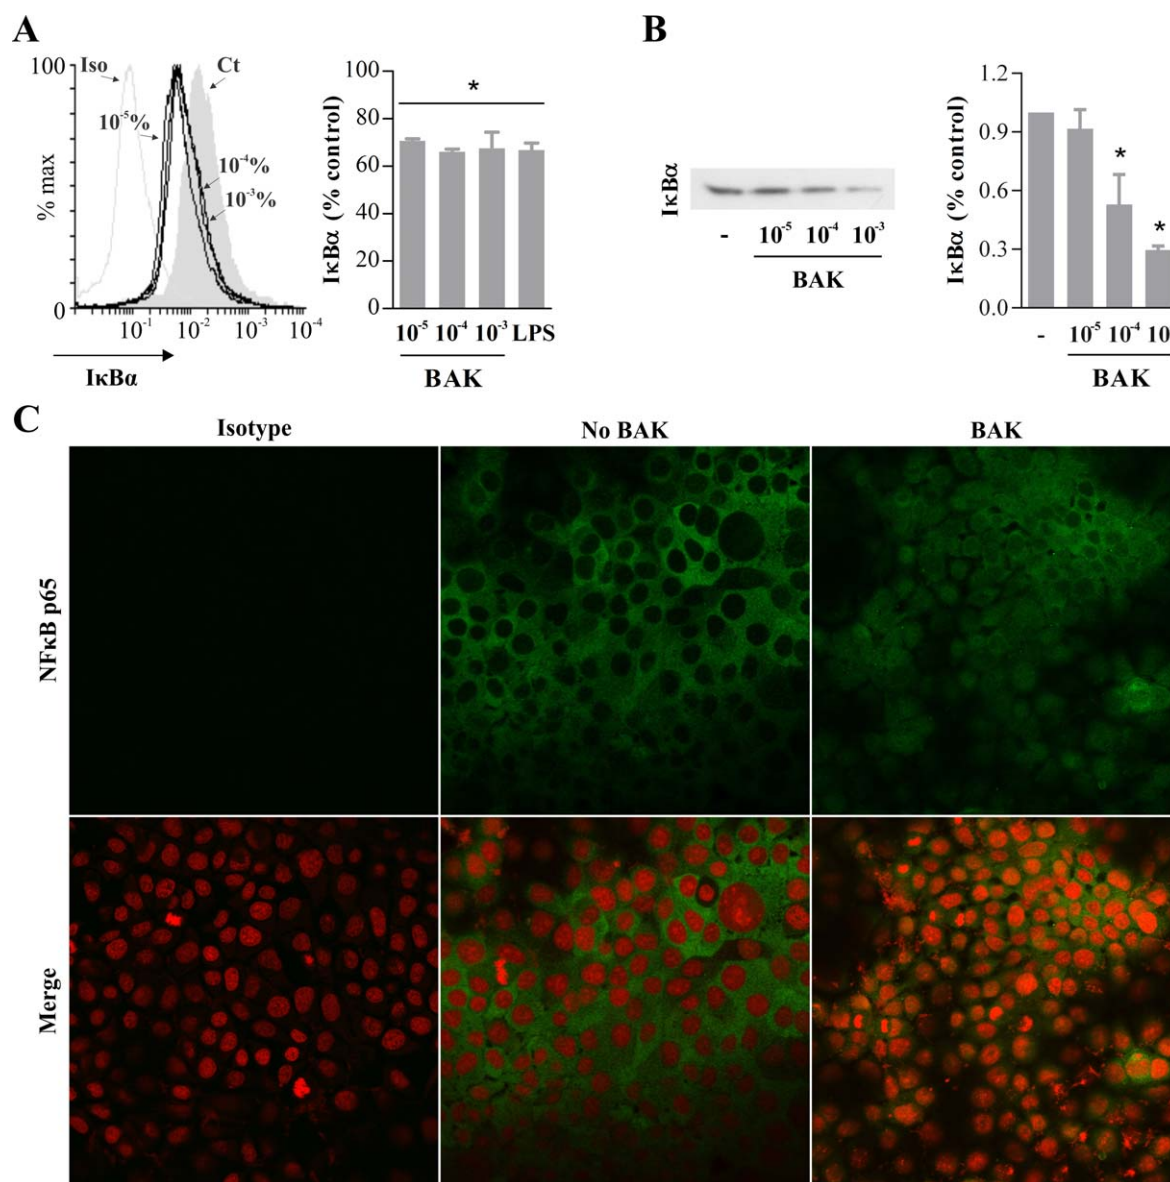 A
100
Iso
Ct
10⁻⁵%
10⁻⁴%
10⁻³%
% max
0
10⁻¹ 10⁻² 10⁻³ 10⁻⁴
IκBα
100
80
60
40
20
0
IκBα (% control)
*
10⁻⁵ 10⁻⁴ 10⁻³ LPS
BAK
B
IκBα
- 10⁻⁵ 10⁻⁴ 10⁻³
BAK
1.2
0.9
0.6
0.3
0.0
IκBα (% control)
*
*
- 10⁻⁵ 10⁻⁴ 10
BAK
C
Isotype No BAK BAK
NFκB p65
Merge